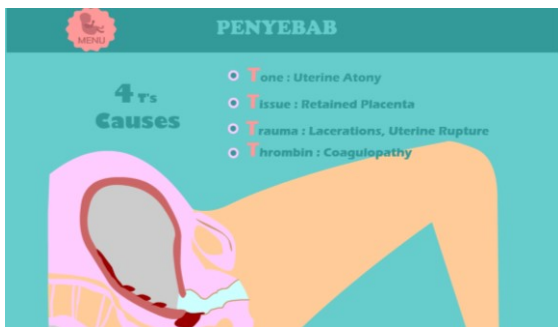 MENU
PENYEBAB
4 T's
Causes
Tone : Uterine Atony
Tissue : Retained Placenta
Trauma : Lacerations, Uterine Rupture
Thrombin : Coagulopathy